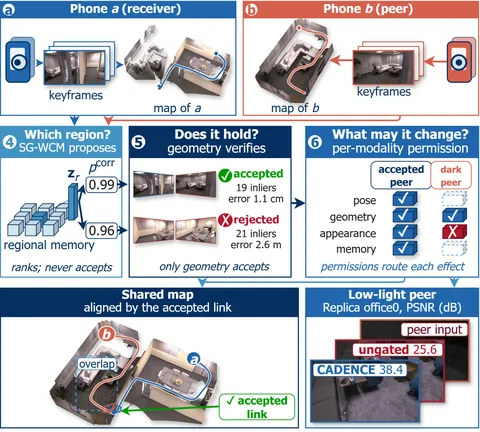 a Phone a (receiver)
keyframes
map of a
b Phone b (peer)
map of b
keyframes
4 Which region?
SG-WCM proposes
z_r
p^corr
0.99
0.96
regional memory
ranks; never accepts
5 Does it hold?
geometry verifies
✓ accepted
19 inliers
error 1.1 cm
✗ rejected
21 inliers
error 2.6 m
only geometry accepts
6 What may it change?
per-modality permission
accepted
peer
dark
peer
pose
geometry
appearance
memory
permissions route each effect
Shared map
aligned by the accepted link
b
a
overlap
✓ accepted
link
Low-light peer
Replica office0, PSNR (dB)
peer input
ungated 25.6
CADENCE 38.4